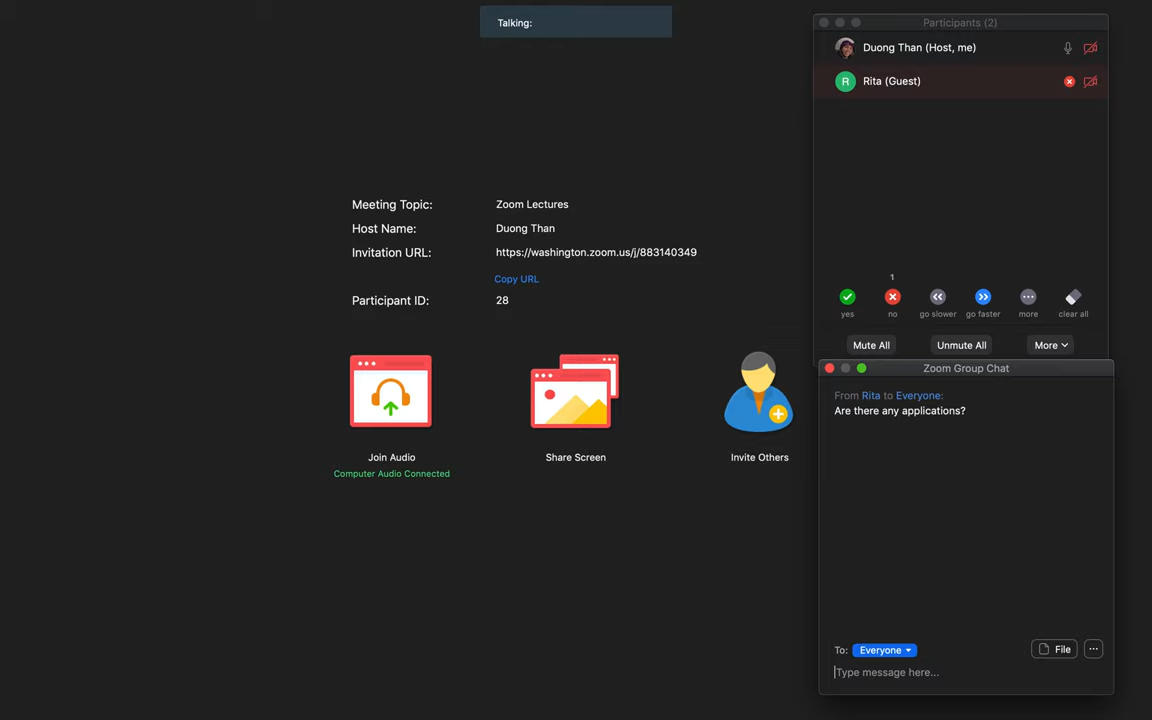 Talking:
Meeting Topic: Zoom Lectures
Host Name: Duong Than
Invitation URL: https://washington.zoom.us/j/883140349
Copy URL
Participant ID: 28
Join Audio
Computer Audio Connected
Share Screen
Invite Others
Participants (2)
Duong Than (Host, me)
R Rita (Guest)
1
yes no go slower go faster more clear all
Mute All Unmute All More
Zoom Group Chat
From Rita to Everyone:
Are there any applications?
To: Everyone File
Type message here...